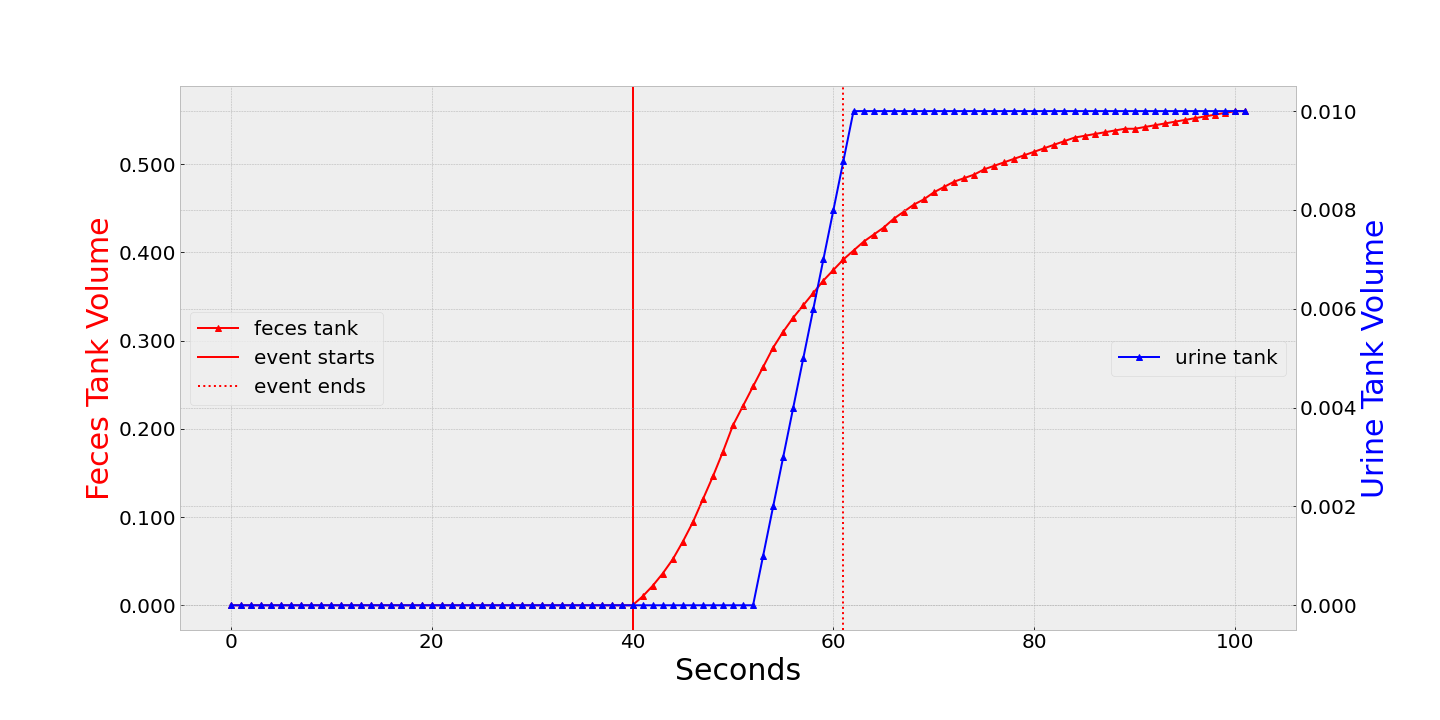 Feces Tank Volume
0.500
0.400
0.300
0.200
0.100
0.000
feces tank
event starts
event ends
urine tank
0.010
0.008
0.006
0.004
0.002
0.000
Urine Tank Volume
0 20 40 60 80 100
Seconds